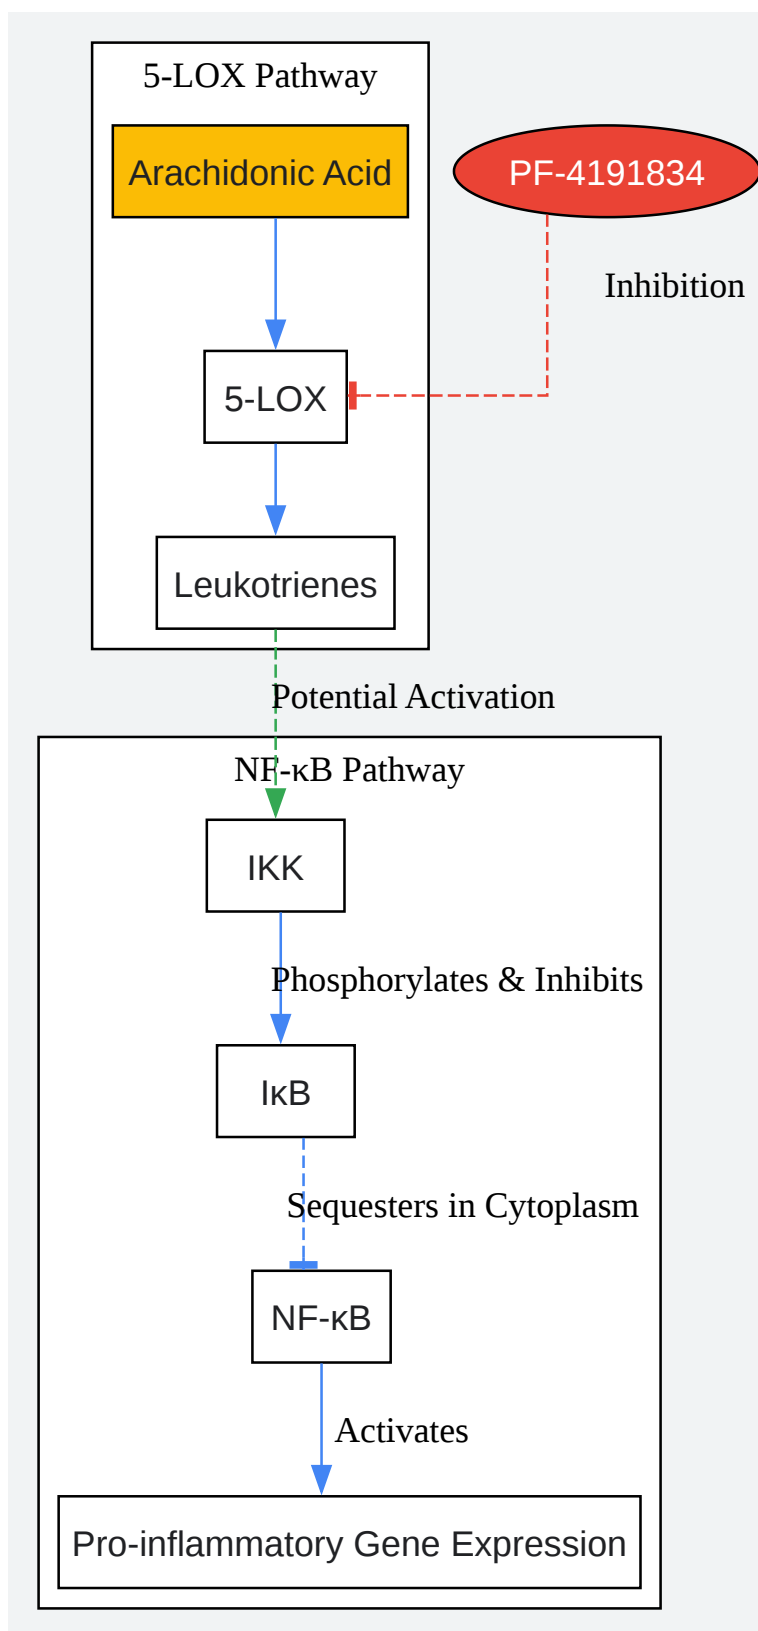 5-LOX Pathway
Arachidonic Acid
PF-4191834
Inhibition
5-LOX
Leukotrienes
Potential Activation
NF-κB Pathway
IKK
Phosphorylates & Inhibits
IκB
Sequesters in Cytoplasm
NF-κB
Activates
Pro-inflammatory Gene Expression